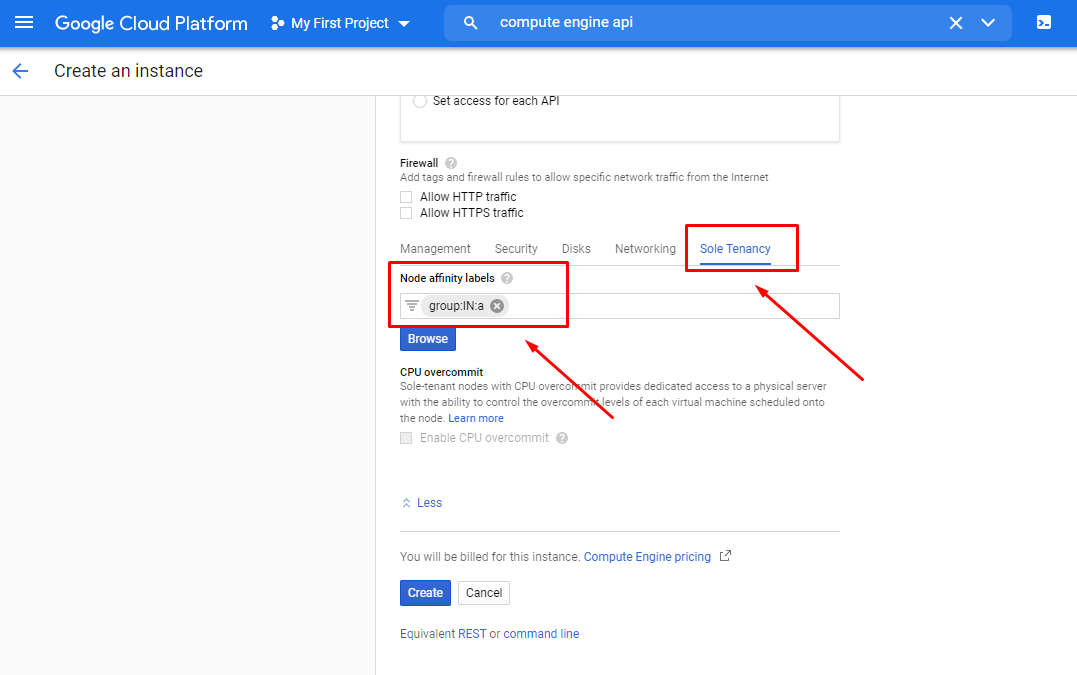 Google Cloud Platform My First Project compute engine api
Create an instance
Set access for each API
Firewall ?
Add tags and firewall rules to allow specific network traffic from the Internet
Allow HTTP traffic
Allow HTTPS traffic
Management Security Disks Networking Sole Tenancy
Node affinity labels ?
group:IN:a
Browse
CPU overcommit
Sole-tenant nodes with CPU overcommit provides dedicated access to a physical server
with the ability to control the overcommit levels of each virtual machine scheduled onto
the node. Learn more
Enable CPU overcommit ?
Less
You will be billed for this instance. Compute Engine pricing
Create Cancel
Equivalent REST or command line